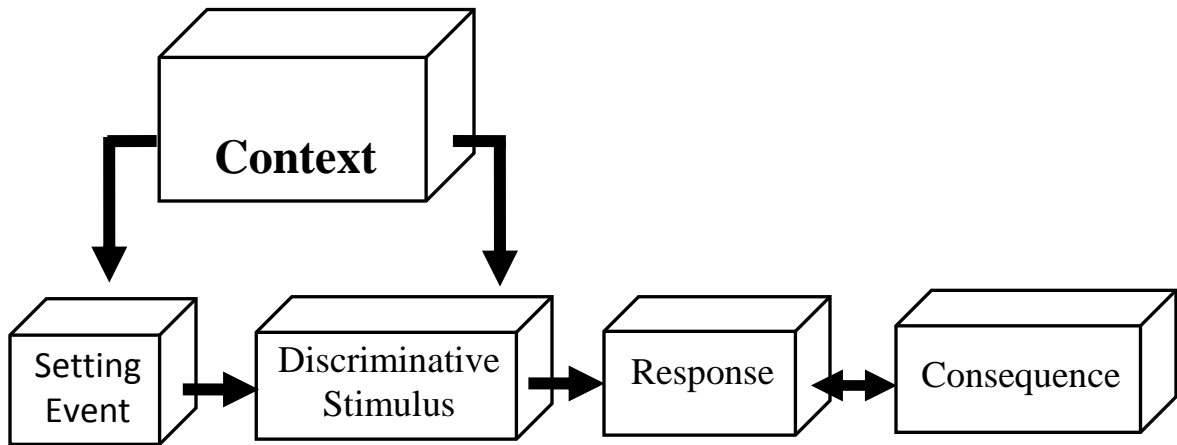 Context
Setting
Event
Discriminative
Stimulus
Response
Consequence